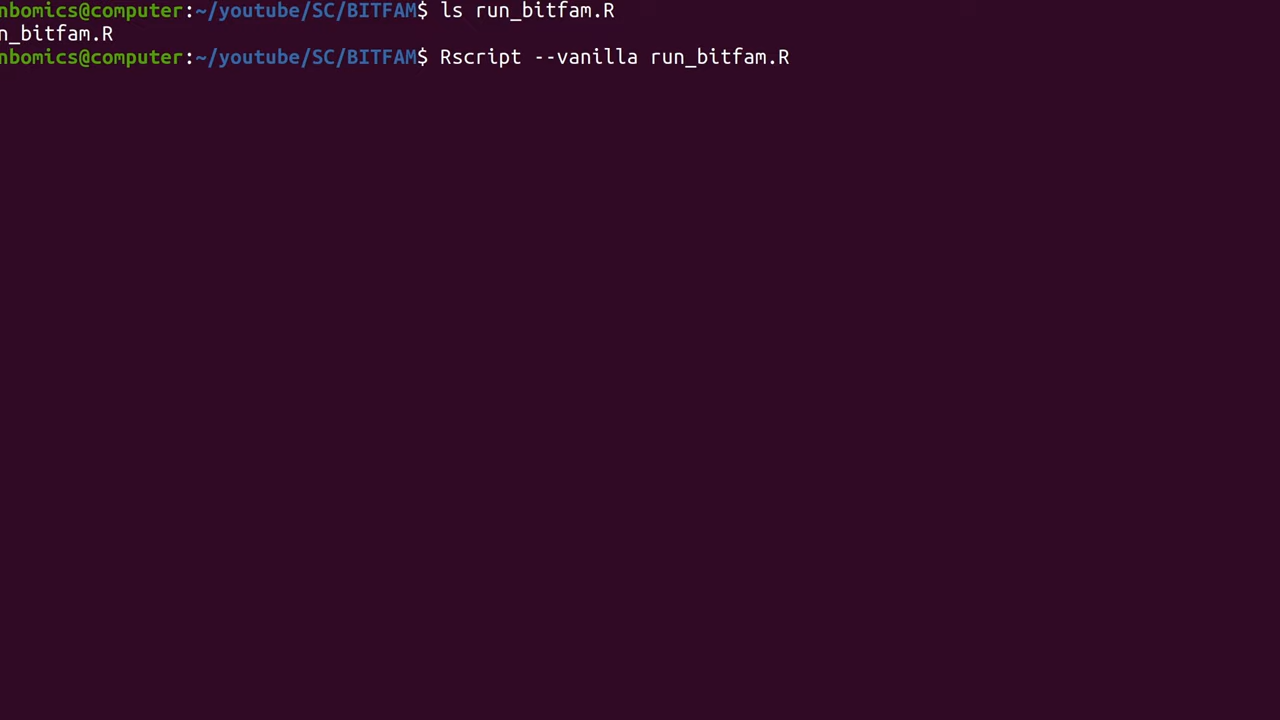 nbomics@computer:~/youtube/SC/BITFAM$ ls run_bitfam.R
n_bitfam.R
nbomics@computer:~/youtube/SC/BITFAM$ Rscript --vanilla run_bitfam.R